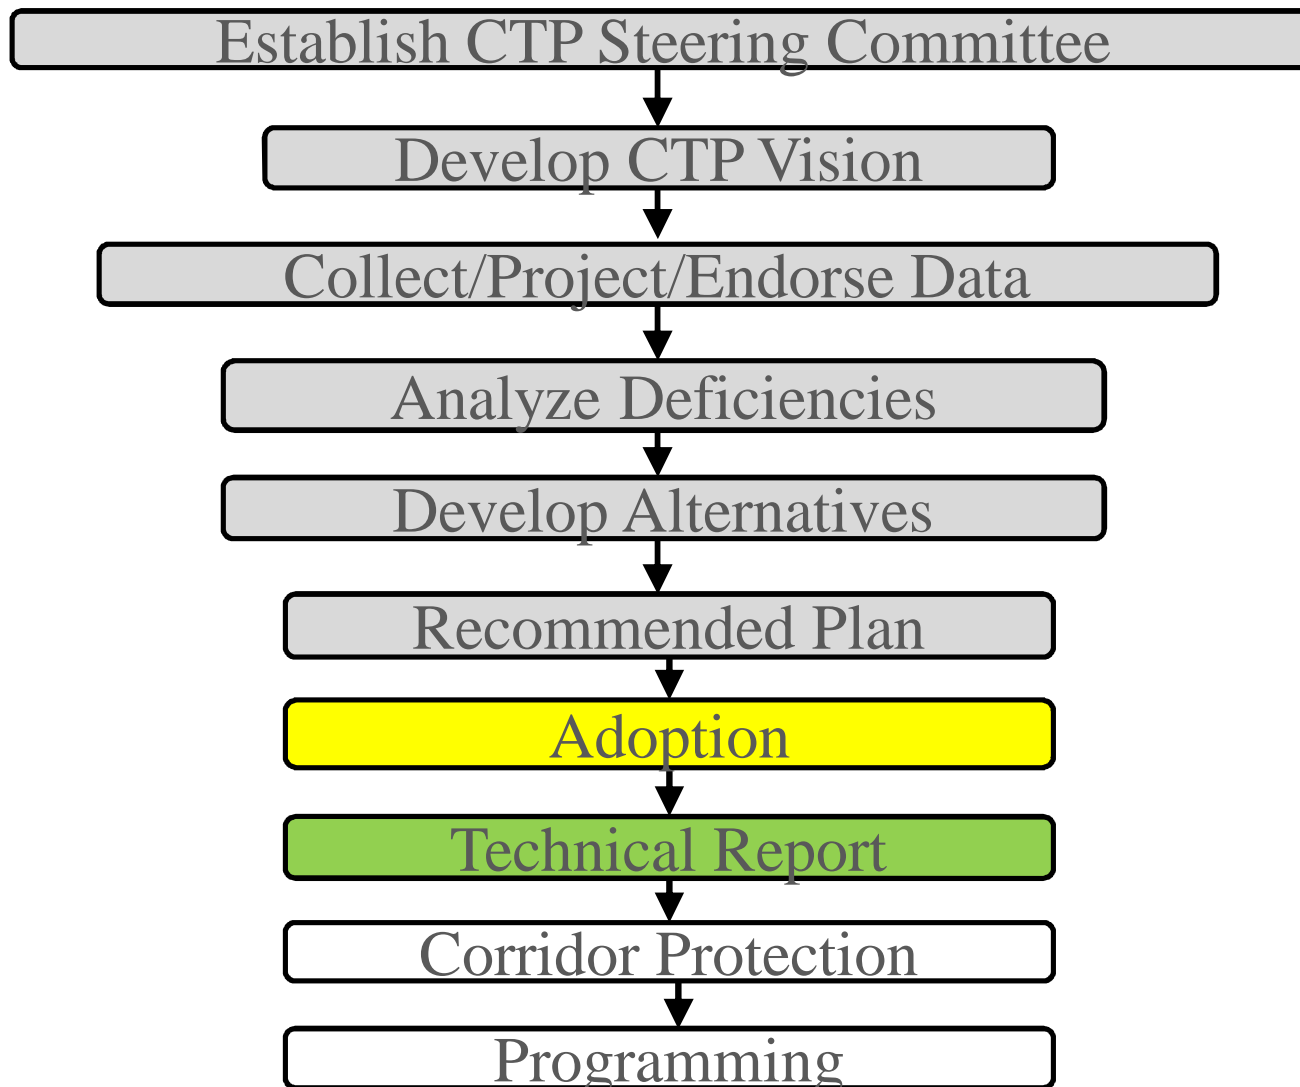 Establish CTP Steering Committee
Develop CTP Vision
Collect/Project/Endorse Data
Analyze Deficiencies
Develop Alternatives
Recommended Plan
Adoption
Technical Report
Corridor Protection
Programming